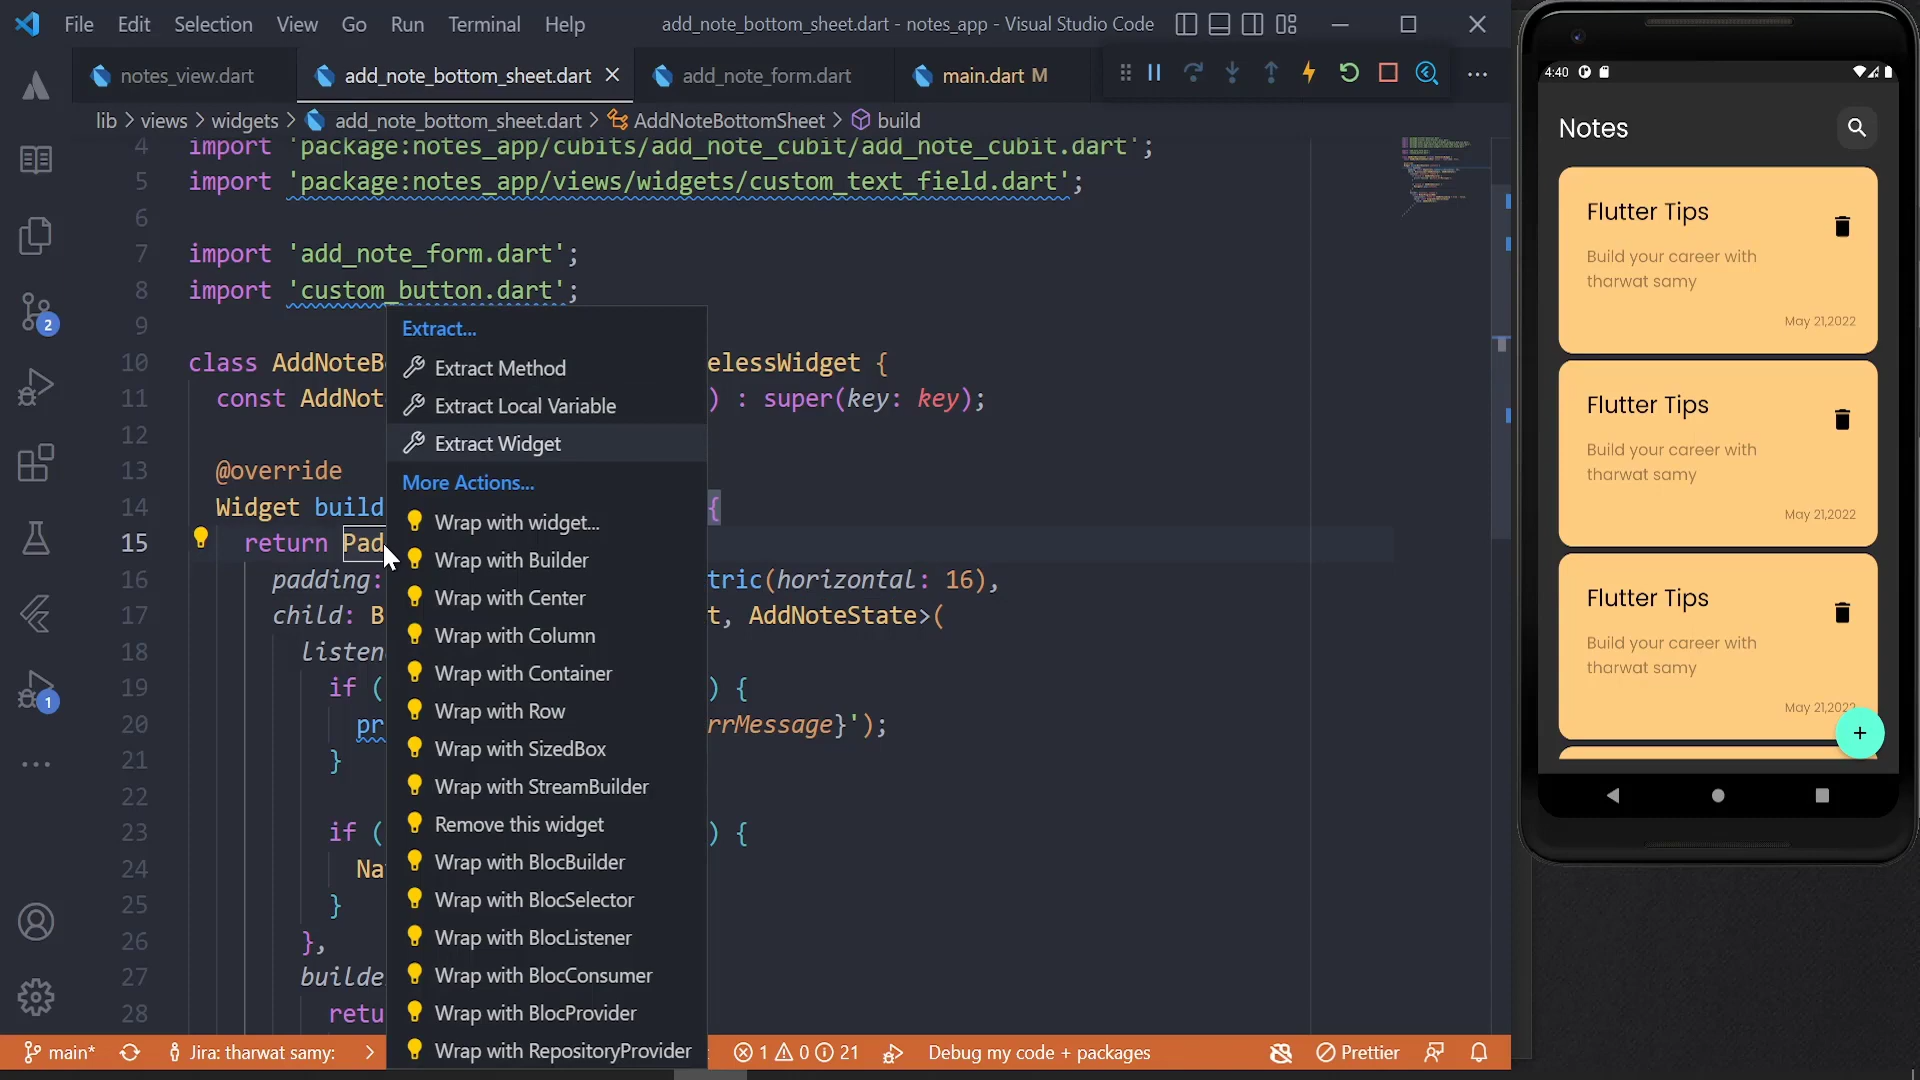 File Edit Selection View Go Run Terminal Help
add_note_bottom_sheet.dart - notes_app - Visual Studio Code
notes_view.dart
add_note_bottom_sheet.dart
add_note_form.dart
main.dart M
lib > views > widgets > add_note_bottom_sheet.dart > AddNoteBottomSheet > build
4 import 'package:notes_app/cubits/add_note_cubit/add_note_cubit.dart';
5 import 'package:notes_app/views/widgets/custom_text_field.dart';
6
7 import 'add_note_form.dart';
8 import 'custom_button.dart';
9
10 class AddNoteB elessWidget {
11 const AddNot ) : super(key: key);
12
13 @override
14 Widget build {
15 return Pad
16 padding: tric(horizontal: 16),
17 child: B t, AddNoteState>(
18 listen
19 if ( ) {
20 pr rrMessage}');
21 }
22
23 if ( ) {
24 Na
25 }
26 },
27 builde
28 retu
Extract...
Extract Method
Extract Local Variable
Extract Widget
More Actions...
Wrap with widget...
Wrap with Builder
Wrap with Center
Wrap with Column
Wrap with Container
Wrap with Row
Wrap with SizedBox
Wrap with StreamBuilder
Remove this widget
Wrap with BlocBuilder
Wrap with BlocSelector
Wrap with BlocListener
Wrap with BlocConsumer
Wrap with BlocProvider
Wrap with RepositoryProvider
2
1
main* Jira: tharwat samy: 1 0 21 Debug my code + packages Prettier
4:40
Notes
Flutter Tips
Build your career with
tharwat samy
May 21,2022
Flutter Tips
Build your career with
tharwat samy
May 21,2022
Flutter Tips
Build your career with
tharwat samy
May 21,2022
+